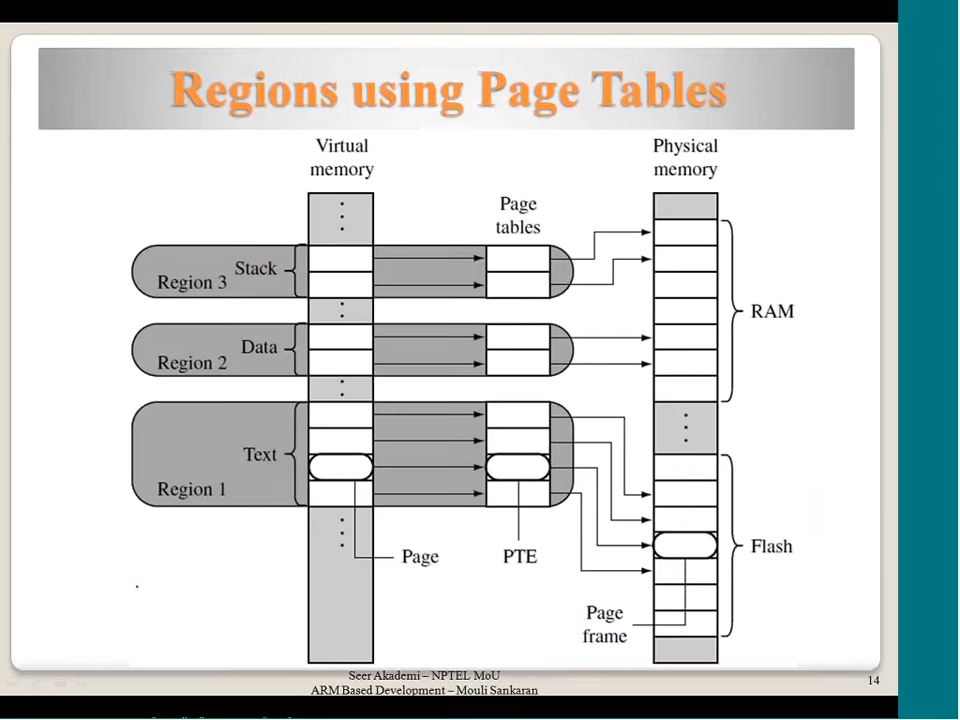 Regions using Page Tables
Virtual
memory
Physical
memory
Page
tables
Stack
Region 3
RAM
Data
Region 2
Text
Region 1
Page
PTE
Flash
Page
frame
Seer Akademi – NPTEL MoU
ARM Based Development – Mouli Sankaran
14